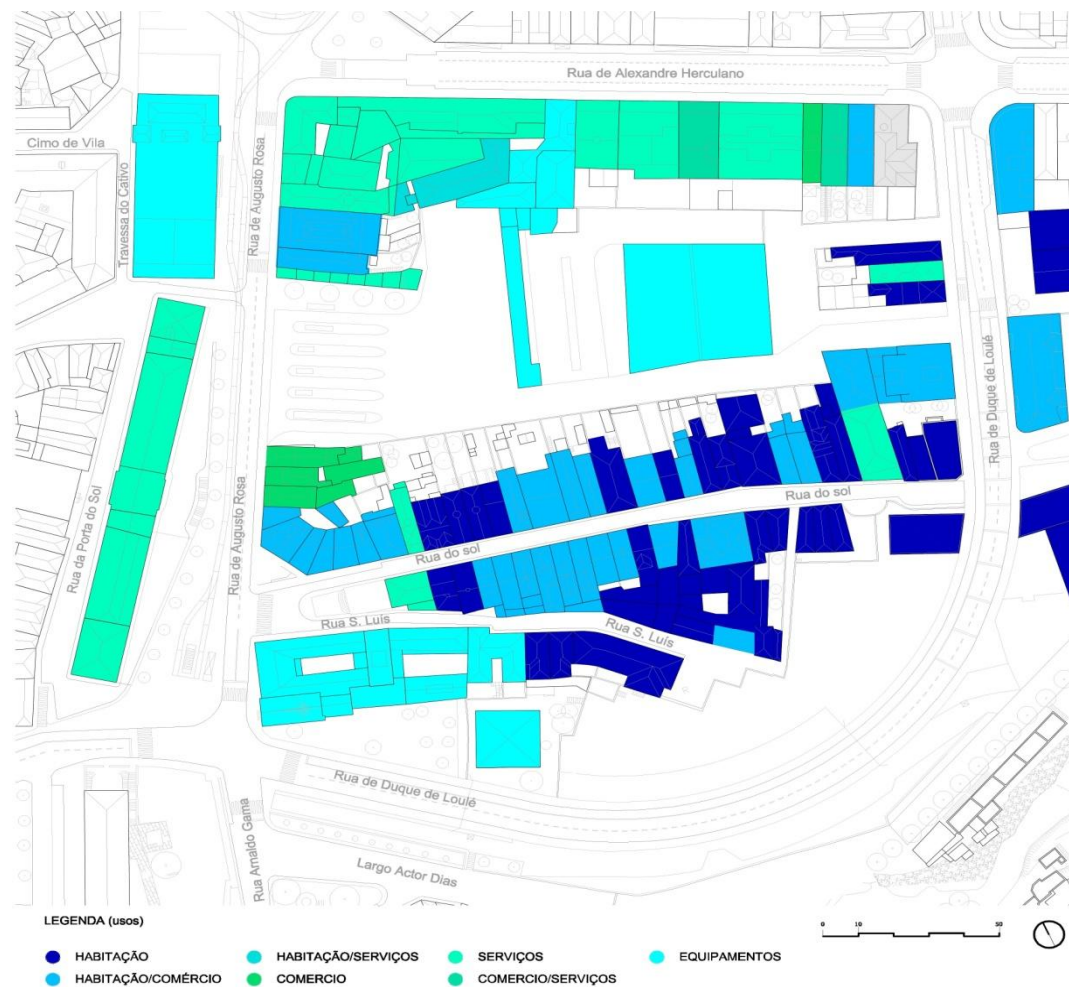 Rua de Alexandre Herculano
Cimo de Vila
Travessa do Cativo
Rua de Augusto Rosa
Rua de Duque de Loulé
Rua da Porta do Sol
Rua de Augusto Rosa
Rua do sol
Rua do sol
Rua S. Luís
Rua S. Luís
Rua de Duque de Loulé
Rua Arnaldo Gama
Largo Actor Dias
LEGENDA (usos)
0 10 50
HABITAÇÃO
HABITAÇÃO/SERVIÇOS
SERVIÇOS
EQUIPAMENTOS
HABITAÇÃO/COMÉRCIO
COMERCIO
COMERCIO/SERVIÇOS